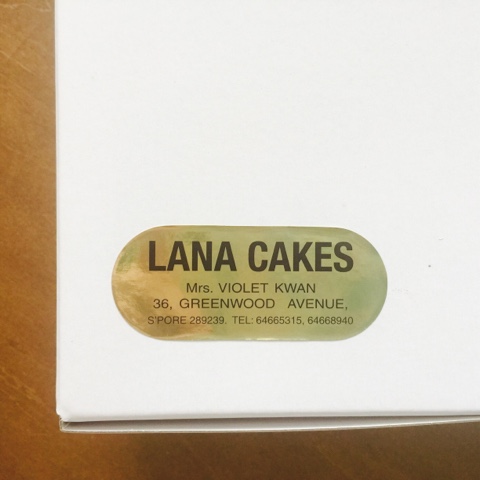 LANA CAKES
Mrs. VIOLET KWAN
36, GREENWOOD AVENUE,
S'PORE 289239. TEL: 64665315, 64668940